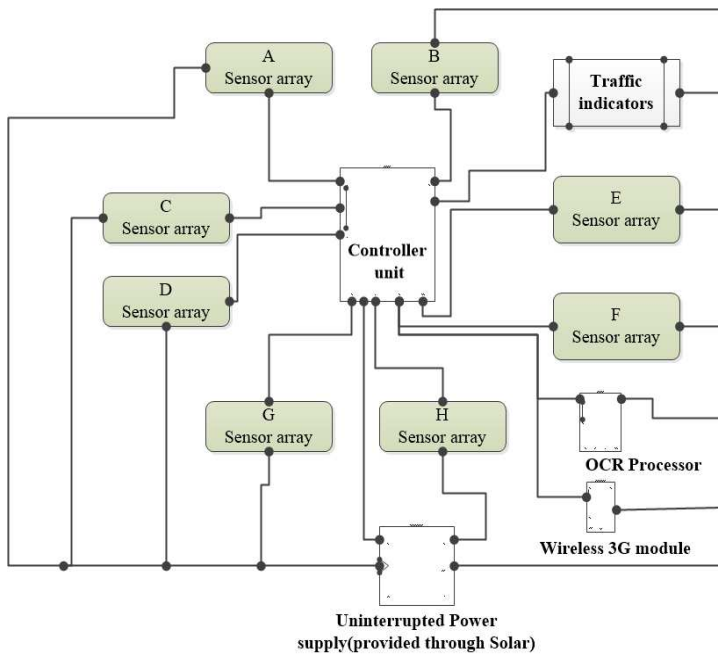 A
Sensor array
B
Sensor array
Traffic
indicators
C
Sensor array
E
Sensor array
Controller
unit
D
Sensor array
F
Sensor array
G
Sensor array
H
Sensor array
OCR Processor
Wireless 3G module
Uninterrupted Power
supply(provided through Solar)